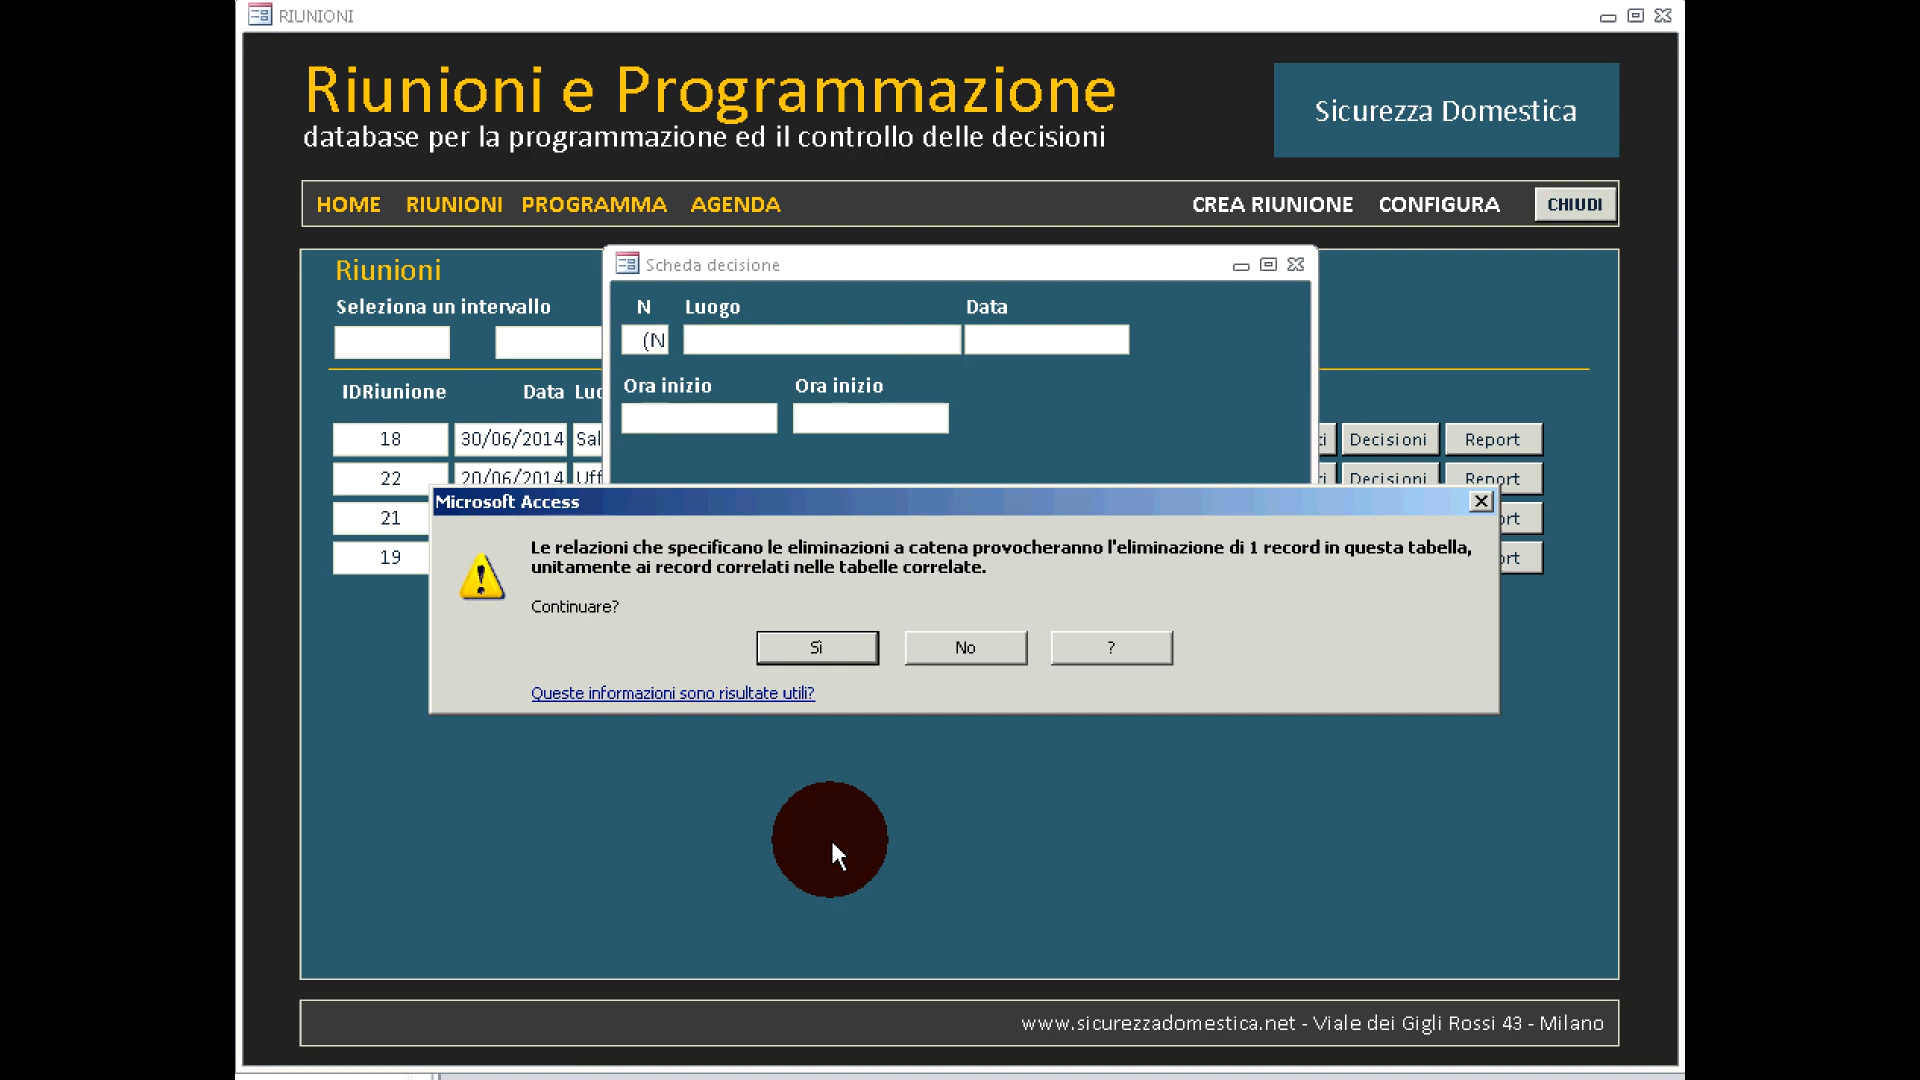 RIUNIONI
Riunioni e Programmazione
database per la programmazione ed il controllo delle decisioni
Sicurezza Domestica
HOME RIUNIONI PROGRAMMA AGENDA CREA RIUNIONE CONFIGURA CHIUDI
Riunioni
Seleziona un intervallo
IDRiunione Data
18 30/06/2014 Decisioni Report
22 20/06/2014 Decisioni Report
21
19
Scheda decisione
N Luogo Data
(N
Ora inizio Ora inizio
Microsoft Access
Le relazioni che specificano le eliminazioni a catena provocheranno l'eliminazione di 1 record in questa tabella,
unitamente ai record correlati nelle tabelle correlate.
Continuare?
Sì No ?
Queste informazioni sono risultate utili?
www.sicurezzadomestica.net - Viale dei Gigli Rossi 43 - Milano